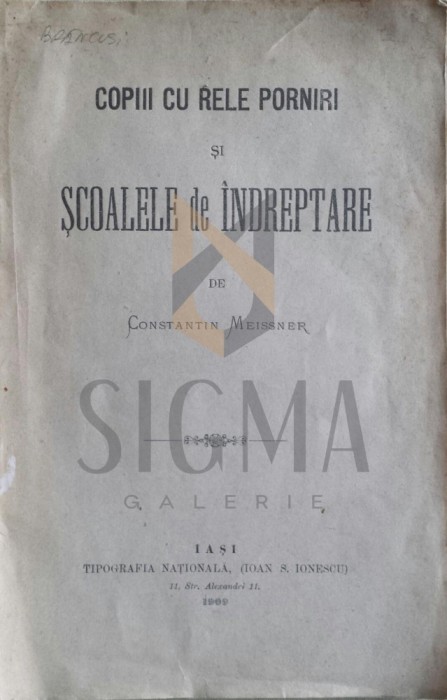 COPIII CU RELE PORNIRI
ȘI
ȘCOALELE de ÎNDREPTARE
DE
CONSTANTIN MEISSNER
SIGMA
GALERIE
IAȘI
TIPOGRAFIA NAȚIONALĂ, (IOAN S. IONESCU)
11, Str. Alexandri 11.
1909